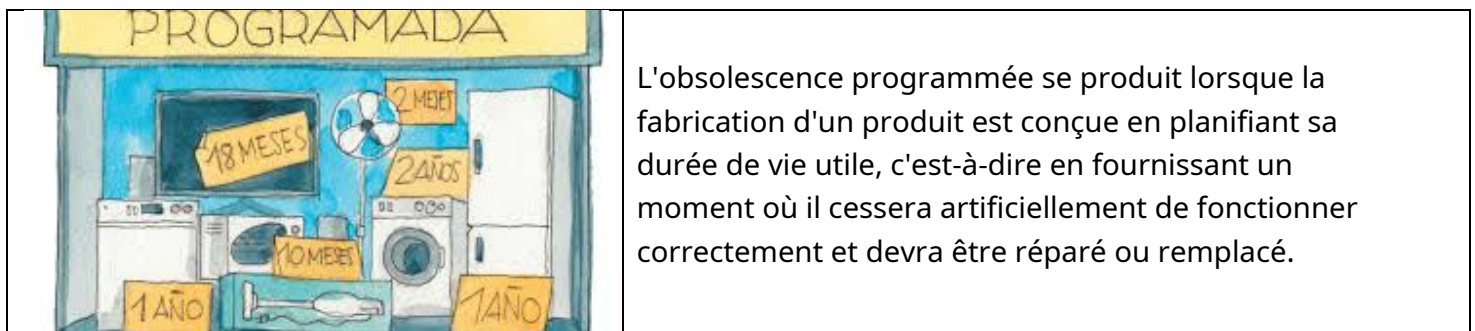 PROGRAMADA
2 MESES
18 MESES
2 AÑOS
10 MESES
1 AÑO
1 AÑO
L'obsolescence programmée se produit lorsque la
fabrication d'un produit est conçue en planifiant sa
durée de vie utile, c'est-à-dire en fournissant un
moment où il cessera artificiellement de fonctionner
correctement et devra être réparé ou remplacé.